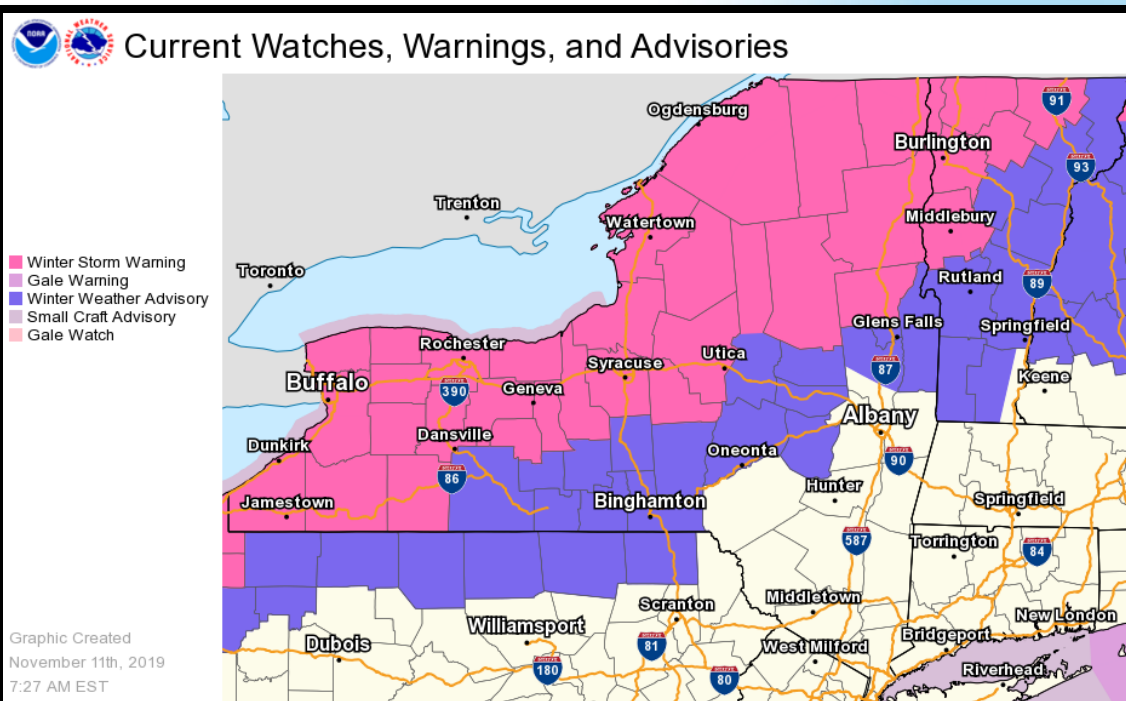 NOAA
Current Watches, Warnings, and Advisories
Ogdensburg
91
Burlington
93
Trenton
Watertown
Middlebury
Winter Storm Warning
Gale Warning
Winter Weather Advisory
Small Craft Advisory
Gale Watch
Toronto
Rutland
89
Glens Falls
Springfield
Rochester
Syracuse
Utica
87
Keene
Buffalo
390
Geneva
Albany
Dunkirk
Dansville
Oneonta
90
86
Hunter
Jamestown
Binghamton
Springfield
587
Torrington
84
Scranton
Middletown
New London
Williamsport
Dubois
81
West Milford
Bridgeport
180
80
Riverhead
Graphic Created
November 11th, 2019
7:27 AM EST